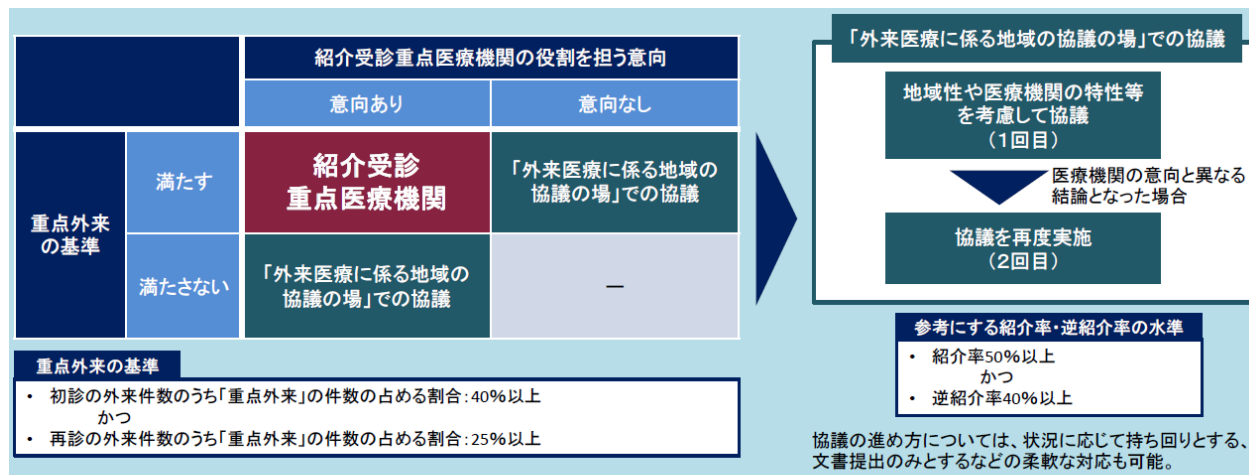 紹介受診重点医療機関の役割を担う意向
意向あり
意向なし
重点外来
の基準
満たす
紹介受診
重点医療機関
「外来医療に係る地域の
協議の場」での協議
満たさない
「外来医療に係る地域の
協議の場」での協議
―
重点外来の基準
• 初診の外来件数のうち「重点外来」の件数の占める割合:40%以上
かつ
• 再診の外来件数のうち「重点外来」の件数の占める割合:25%以上
「外来医療に係る地域の協議の場」での協議
地域性や医療機関の特性等
を考慮して協議
(1回目)
医療機関の意向と異なる
結論となった場合
協議を再度実施
(2回目)
参考にする紹介率・逆紹介率の水準
• 紹介率50%以上
かつ
• 逆紹介率40%以上
協議の進め方については、状況に応じて持ち回りとする、
文書提出のみとするなどの柔軟な対応も可能。